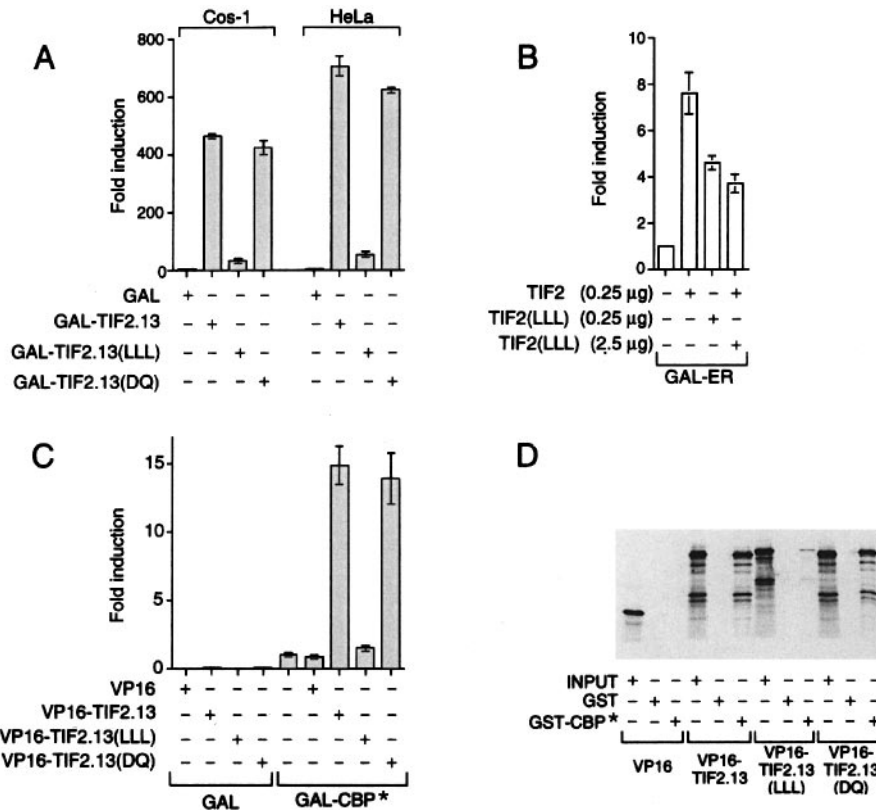 A
Cos-1 HeLa
Fold induction
800
600
400
200
0
GAL + – – – + – – –
GAL-TIF2.13 – + – – – + – –
GAL-TIF2.13(LLL) – – + – – – + –
GAL-TIF2.13(DQ) – – – + – – – +
B
Fold induction
10
8
6
4
2
0
TIF2 (0.25 µg) – + – +
TIF2(LLL) (0.25 µg) – – + –
TIF2(LLL) (2.5 µg) – – – +
GAL-ER
C
Fold induction
15
10
5
0
VP16 + – – – – + – – –
VP16-TIF2.13 – + – – – – + – –
VP16-TIF2.13(LLL) – – + – – – – + –
VP16-TIF2.13(DQ) – – – + – – – – +
GAL GAL-CBP*
D
INPUT + – – + – – + – – + – –
GST – + – – + – – + – – + –
GST-CBP* – – + – – + – – + – – +
VP16 VP16-TIF2.13 VP16-TIF2.13(LLL) VP16-TIF2.13(DQ)